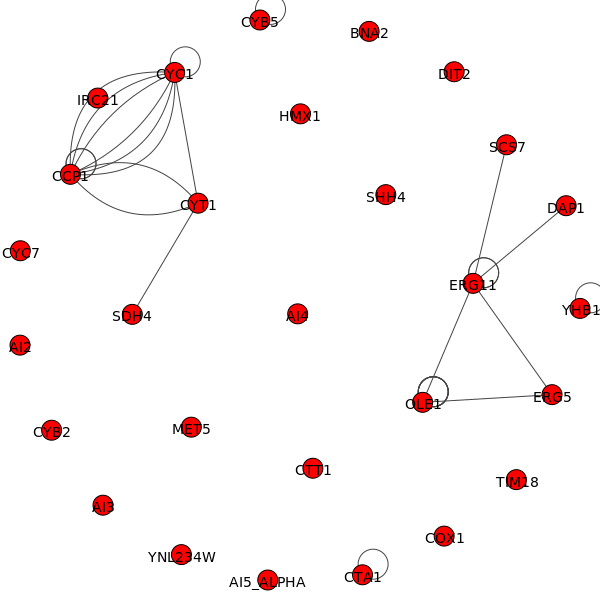 CYB5
BNA2
CYC1
DIT2
IRC21
HMX1
SCS7
CCP1
SHH4
CYT1
DAP1
CYC7
ERG11
YHB1
SDH4
AI4
AI2
OLE1
ERG5
CYB2
MET5
CTT1
TIM18
AI3
COX1
YNL234W
AI5_ALPHA
CTA1